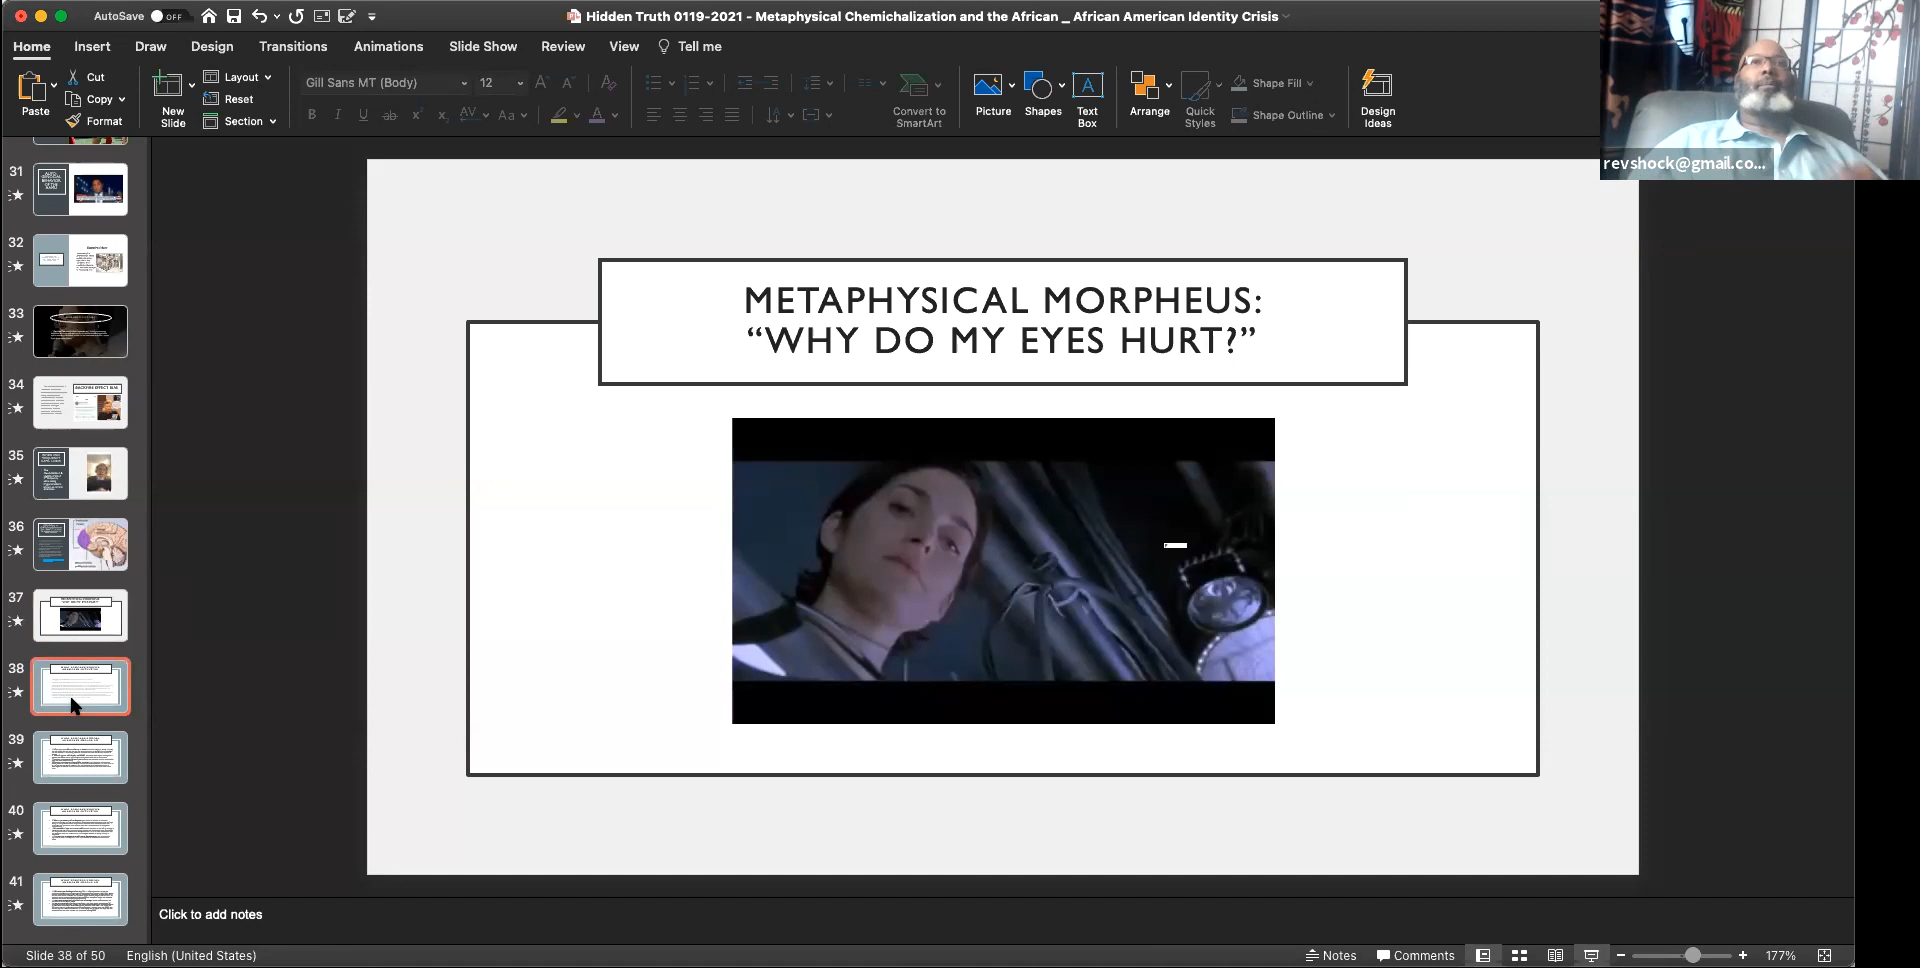 AutoSave OFF
Hidden Truth 0119-2021 - Metaphysical Chemichalization and the African _ African American Identity Crisis
Home Insert Draw Design Transitions Animations Slide Show Review View Tell me
Paste
Cut
Copy
Format
New
Slide
Layout
Reset
Section
Gill Sans MT (Body) 12
Convert to
SmartArt
Picture
Shapes
Text
Box
Arrange
Quick
Styles
Shape Fill
Shape Outline
Design
Ideas
revshock@gmail.co...
31
32
33
34
BACKFIRE EFFECT BIAS
35
36
37
38
39
40
41
METAPHYSICAL MORPHEUS:
“WHY DO MY EYES HURT?”
Click to add notes
Slide 38 of 50 English (United States) Notes Comments 177%